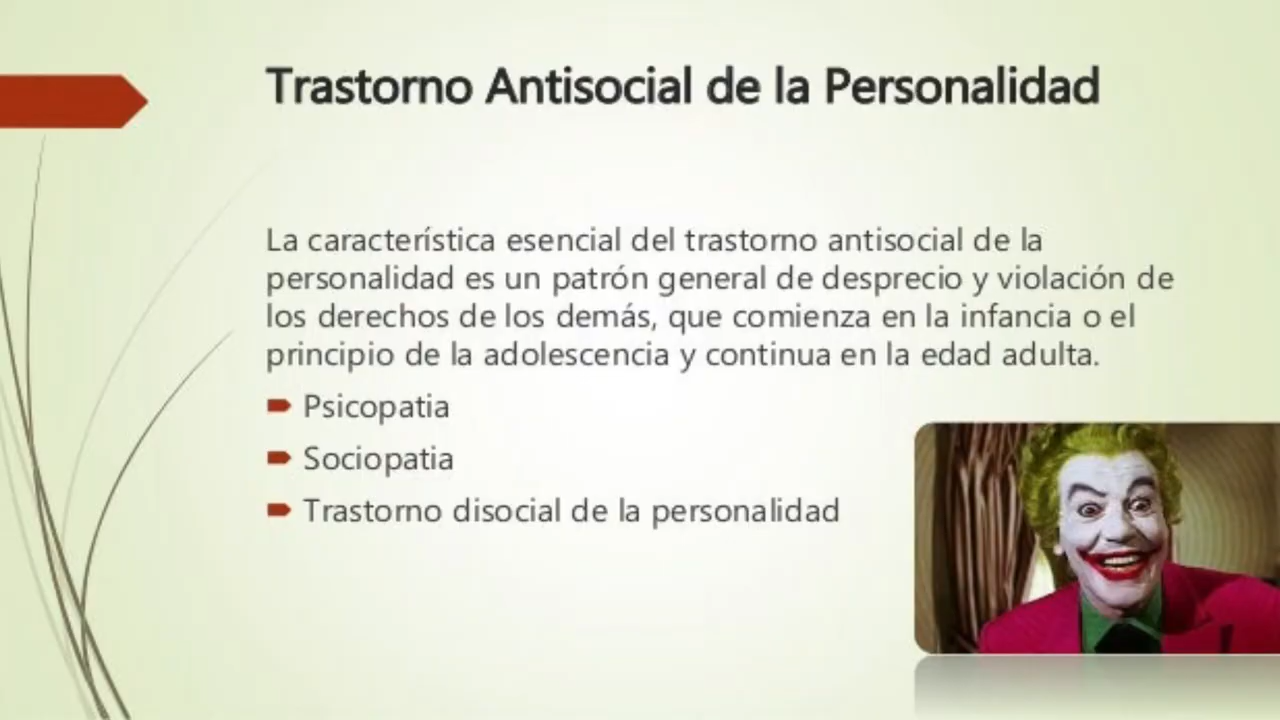 Trastorno Antisocial de la Personalidad
La característica esencial del trastorno antisocial de la
personalidad es un patrón general de desprecio y violación de
los derechos de los demás, que comienza en la infancia o el
principio de la adolescencia y continua en la edad adulta.
Psicopatia
Sociopatia
Trastorno disocial de la personalidad